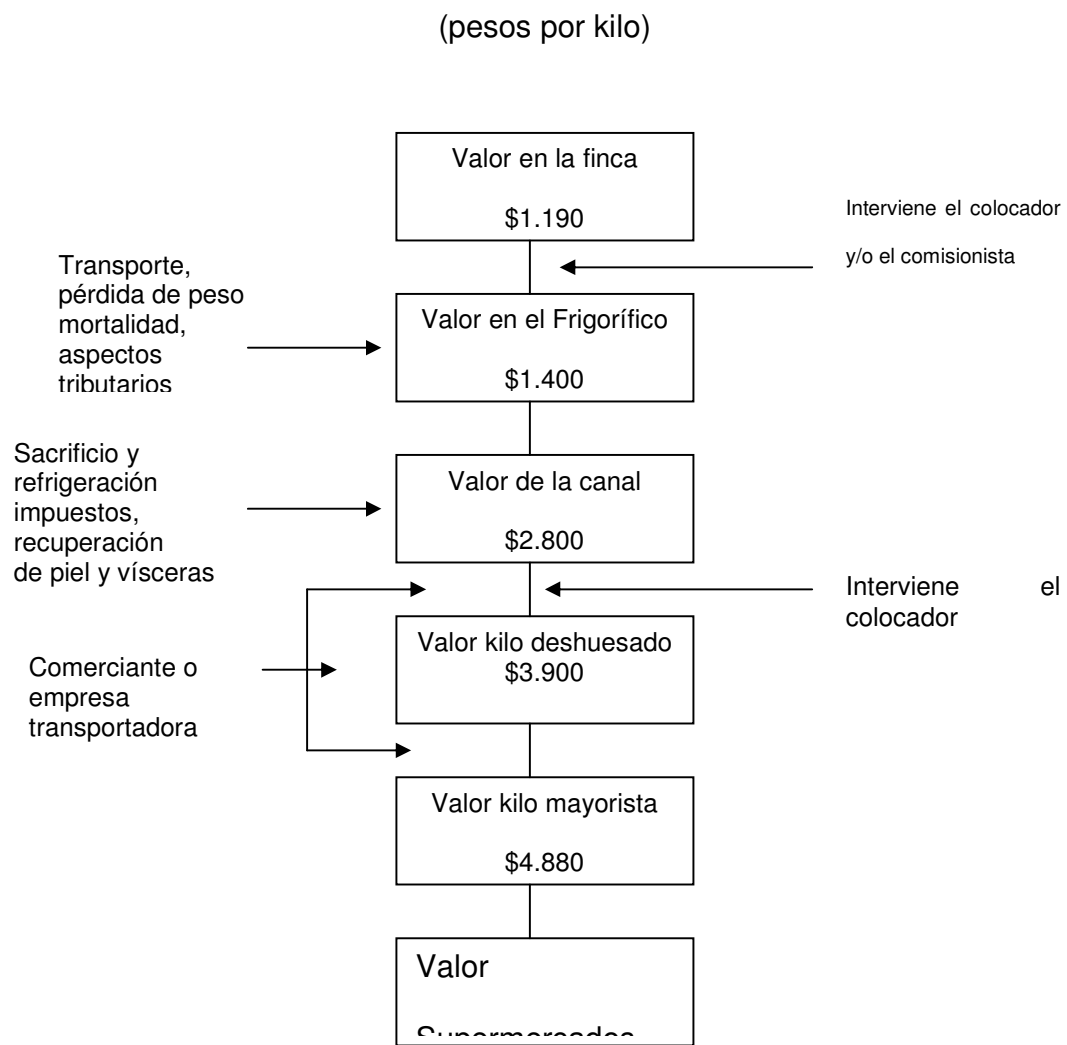 (pesos por kilo)
Valor en la finca
$1.190
Interviene el colocador
y/o el comisionista
Transporte,
pérdida de peso
mortalidad,
aspectos
tributarios
Valor en el Frigorífico
$1.400
Sacrificio y
refrigeración
impuestos,
recuperación
de piel y vísceras
Valor de la canal
$2.800
Interviene el
colocador
Valor kilo deshuesado
$3.900
Comerciante o
empresa
transportadora
Valor kilo mayorista
$4.880
Valor
Supermercados